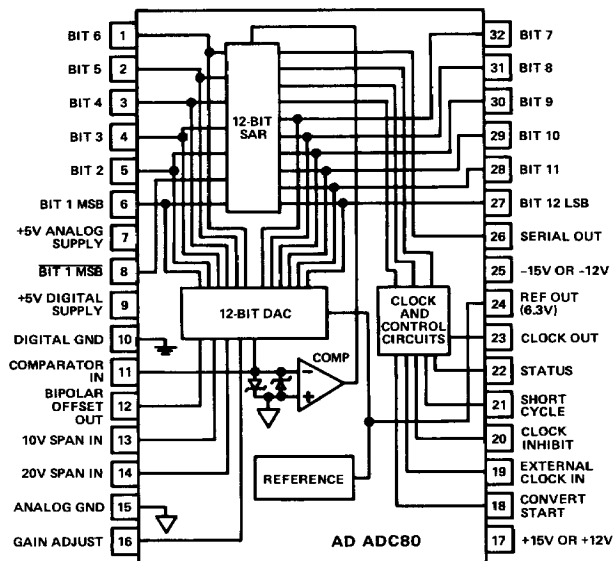 BIT 6 1
BIT 5 2
BIT 4 3
BIT 3 4
BIT 2 5
BIT 1 MSB 6
+5V ANALOG
SUPPLY 7
BIT 1 MSB 8
+5V DIGITAL
SUPPLY 9
DIGITAL GND 10
COMPARATOR
IN 11
BIPOLAR
OFFSET
OUT 12
10V SPAN IN 13
20V SPAN IN 14
ANALOG GND 15
GAIN ADJUST 16
12-BIT
SAR
12-BIT DAC
COMP
−
+
REFERENCE
CLOCK
AND
CONTROL
CIRCUITS
AD ADC80
32 BIT 7
31 BIT 8
30 BIT 9
29 BIT 10
28 BIT 11
27 BIT 12 LSB
26 SERIAL OUT
25 –15V OR –12V
24 REF OUT
(6.3V)
23 CLOCK OUT
22 STATUS
21 SHORT
CYCLE
20 CLOCK
INHIBIT
19 EXTERNAL
CLOCK IN
18 CONVERT
START
17 +15V OR +12V